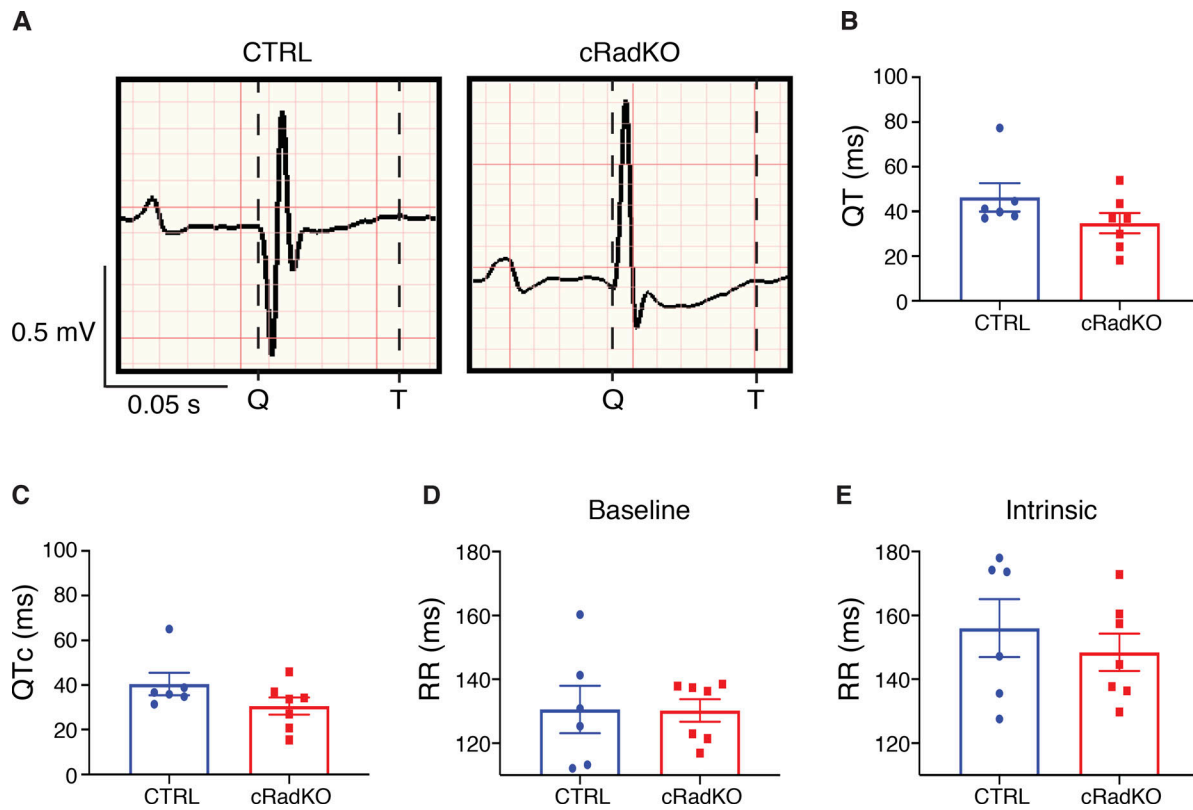 A
CTRL
cRadKO
0.5 mV
0.05 s
Q
T
Q
T
B
QT (ms)
100
80
60
40
20
0
CTRL
cRadKO
C
QTc (ms)
100
80
60
40
20
0
CTRL
cRadKO
D
Baseline
RR (ms)
180
160
140
120
CTRL
cRadKO
E
Intrinsic
RR (ms)
180
160
140
120
CTRL
cRadKO